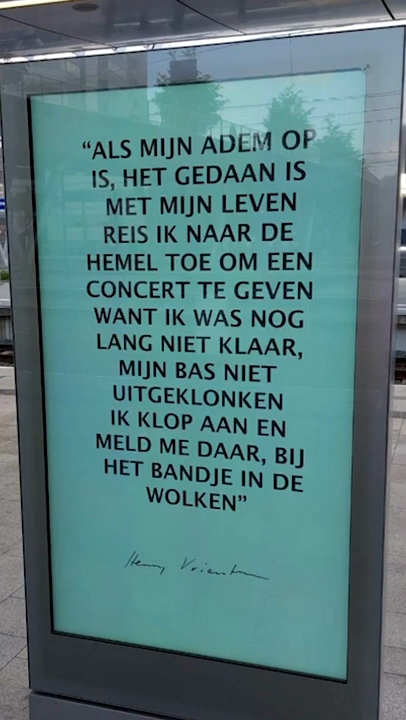 “ALS MIJN ADEM OP
IS, HET GEDAAN IS
MET MIJN LEVEN
REIS IK NAAR DE
HEMEL TOE OM EEN
CONCERT TE GEVEN
WANT IK WAS NOG
LANG NIET KLAAR,
MIJN BAS NIET
UITGEKLONKEN
IK KLOP AAN EN
MELD ME DAAR, BIJ
HET BANDJE IN DE
WOLKEN”
Henny Vrienten